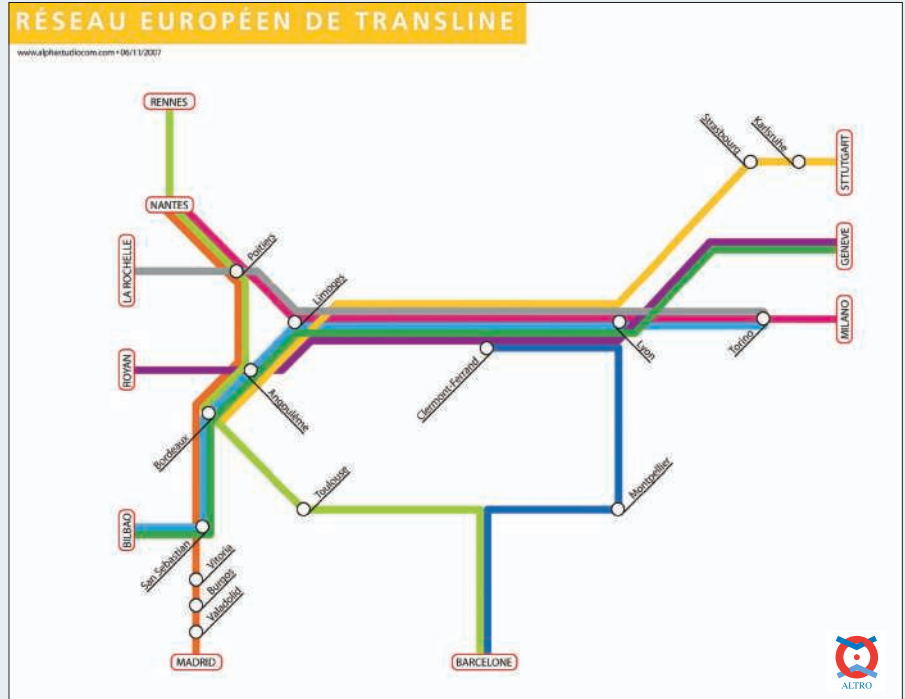 RÉSEAU EUROPÉEN DE TRANSLINE
www.alphastudiocom.com • 06/11/2007
RENNES
Strasbourg
Karlsruhe
STTUTGART
NANTES
LA ROCHELLE
Poitiers
GENEVE
Limoges
MILANO
Torino
Lyon
ROYAN
Clermont-Ferrand
Angoulême
Bordeaux
Toulouse
Montpellier
BILBAO
San Sebastian
Vitoria
Burgos
Valadolid
MADRID
BARCELONE
ALTRO